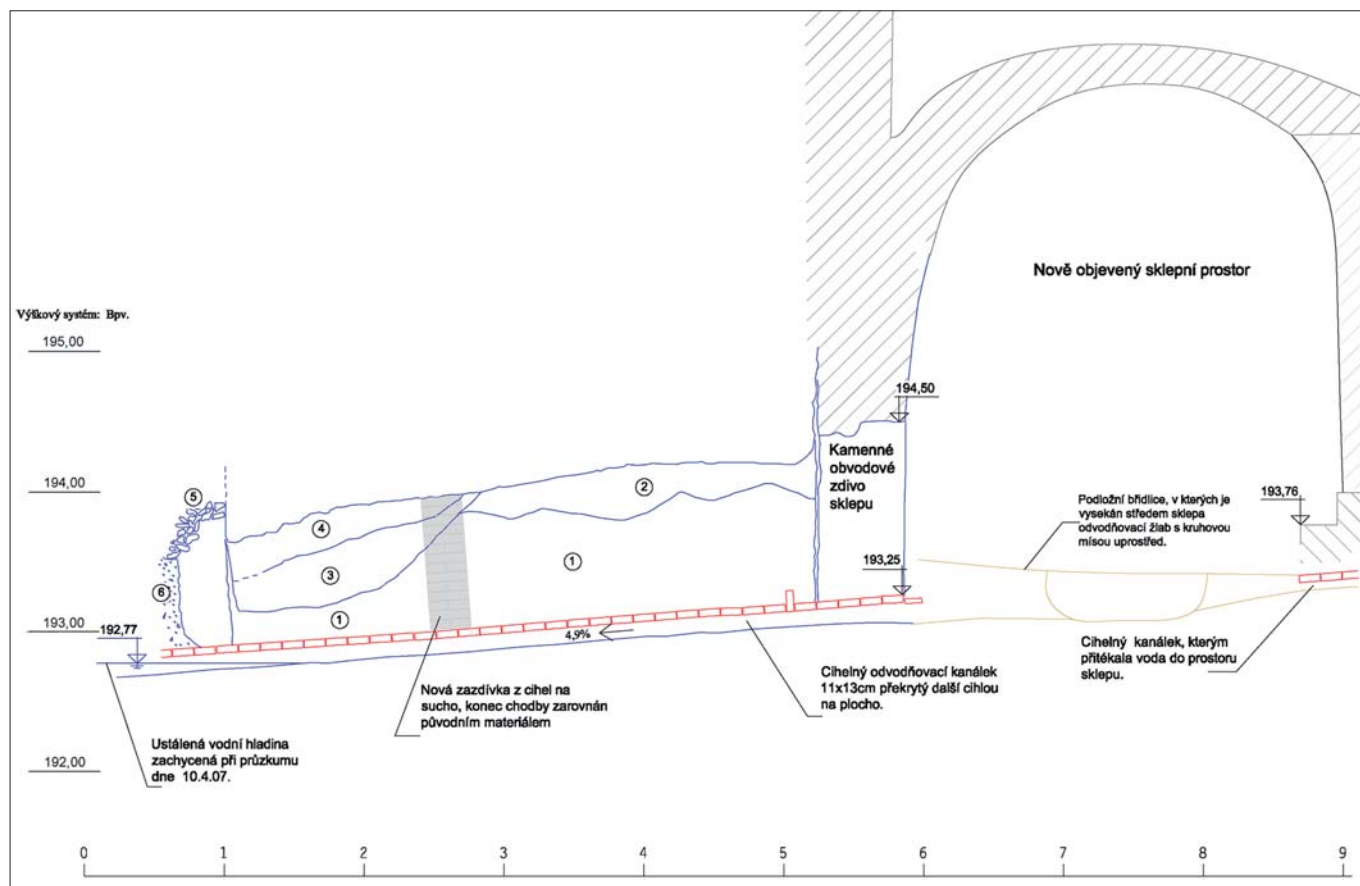 Nově objevený sklepní prostor
Výškový systém: Bpv.
195,00
194,50
Kamenné
obvodové
zdivo
sklepu
194,00
5
2
4
193,76
Podložní břidlice, v kterých je
vysekán středem sklepa
odvodňovací žlab s kruhovou
mísou uprostřed.
3
1
193,25
6
1
193,00
192,77
4,9%
Cihelný kanálek, kterým
přitékala voda do prostoru
sklepu.
Cihelný odvodňovací kanálek
11x13cm překrytý další cihlou
na plocho.
Nová zazdívka z cihel na
sucho, konec chodby zarovnán
původním materiálem
Ustálená vodní hladina
zachycená při průzkumu
dne 10.4.07.
192,00
0 1 2 3 4 5 6 7 8 9